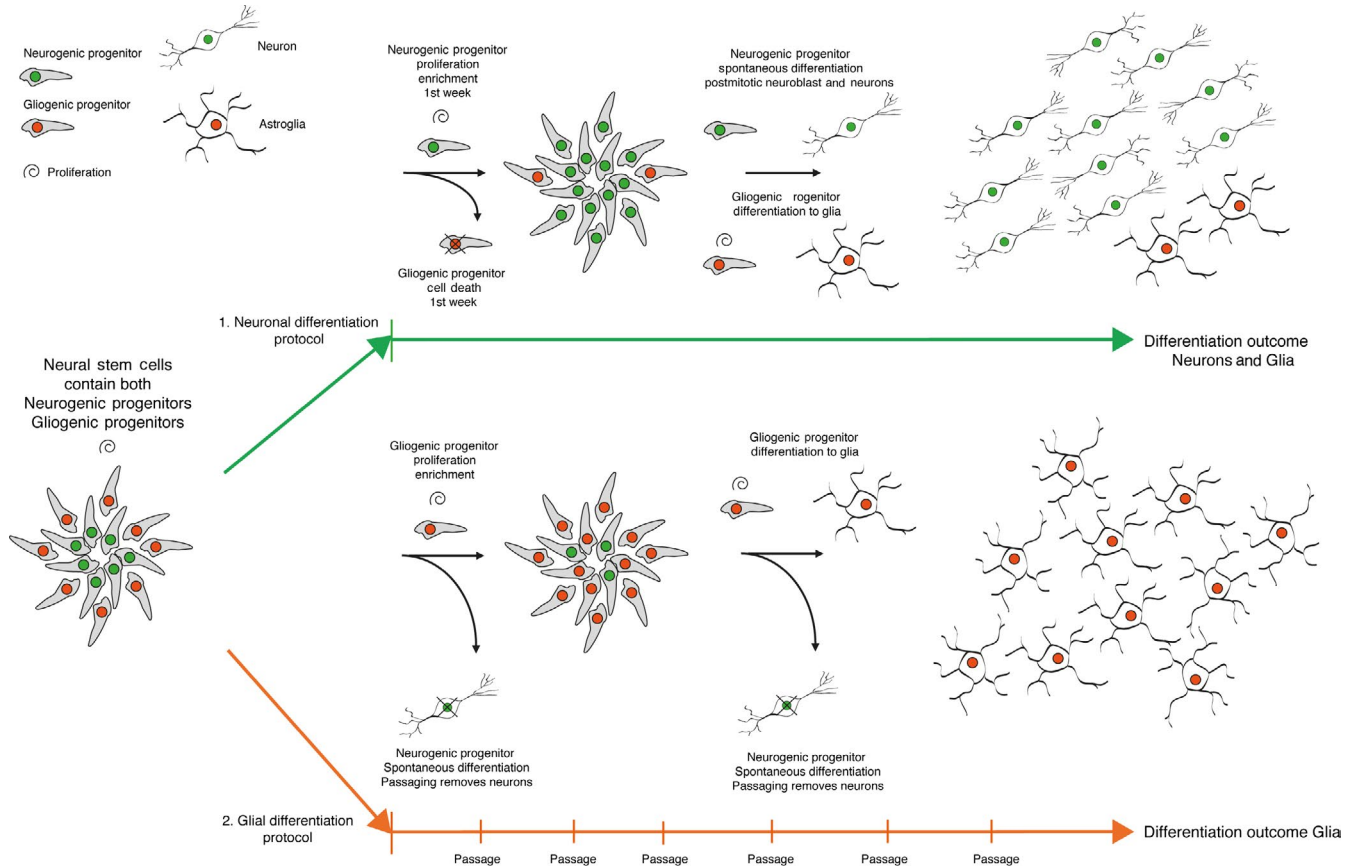 Neurogenic progenitor
Neuron
Gliogenic progenitor
Astroglia
Proliferation
Neurogenic progenitor
proliferation
enrichment
1st week
Gliogenic progenitor
cell death
1st week
Neurogenic progenitor
spontaneous differentiation
postmitotic neuroblast and neurons
Gliogenic rogenitor
differentiation to glia
1. Neuronal differentiation
protocol
Differentiation outcome
Neurons and Glia
Neural stem cells
contain both
Neurogenic progenitors
Gliogenic progenitors
Gliogenic progenitor
proliferation
enrichment
Gliogenic progenitor
differentiation to glia
Neurogenic progenitor
Spontaneous differentiation
Passaging removes neurons
Neurogenic progenitor
Spontaneous differentiation
Passaging removes neurons
2. Glial differentiation
protocol
Differentiation outcome Glia
Passage
Passage
Passage
Passage
Passage
Passage